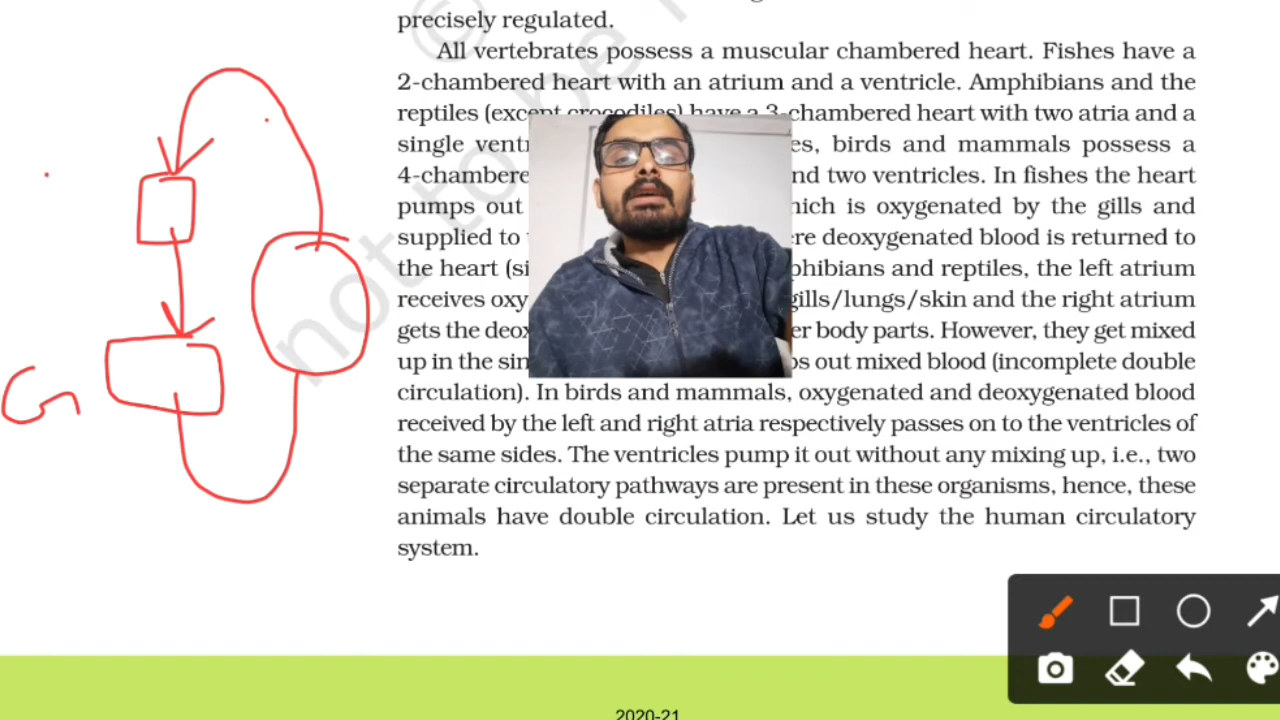 precisely regulated.
All vertebrates possess a muscular chambered heart. Fishes have a
2-chambered heart with an atrium and a ventricle. Amphibians and the
reptiles (except crocodiles) have a 3-chambered heart with two atria and a
single es, birds and mammals possess a
4-chambere nd two ventricles. In fishes the heart
pumps out hich is oxygenated by the gills and
supplied to re deoxygenated blood is returned to
the heart phibians and reptiles, the left atrium
receives gills/lungs/skin and the right atrium
gets the er body parts. However, they get mixed
up in the out mixed blood (incomplete double
circulation). In birds and mammals, oxygenated and deoxygenated blood
received by the left and right atria respectively passes on to the ventricles of
the same sides. The ventricles pump it out without any mixing up, i.e., two
separate circulatory pathways are present in these organisms, hence, these
animals have double circulation. Let us study the human circulatory
system.
G
© not to be
2020-21